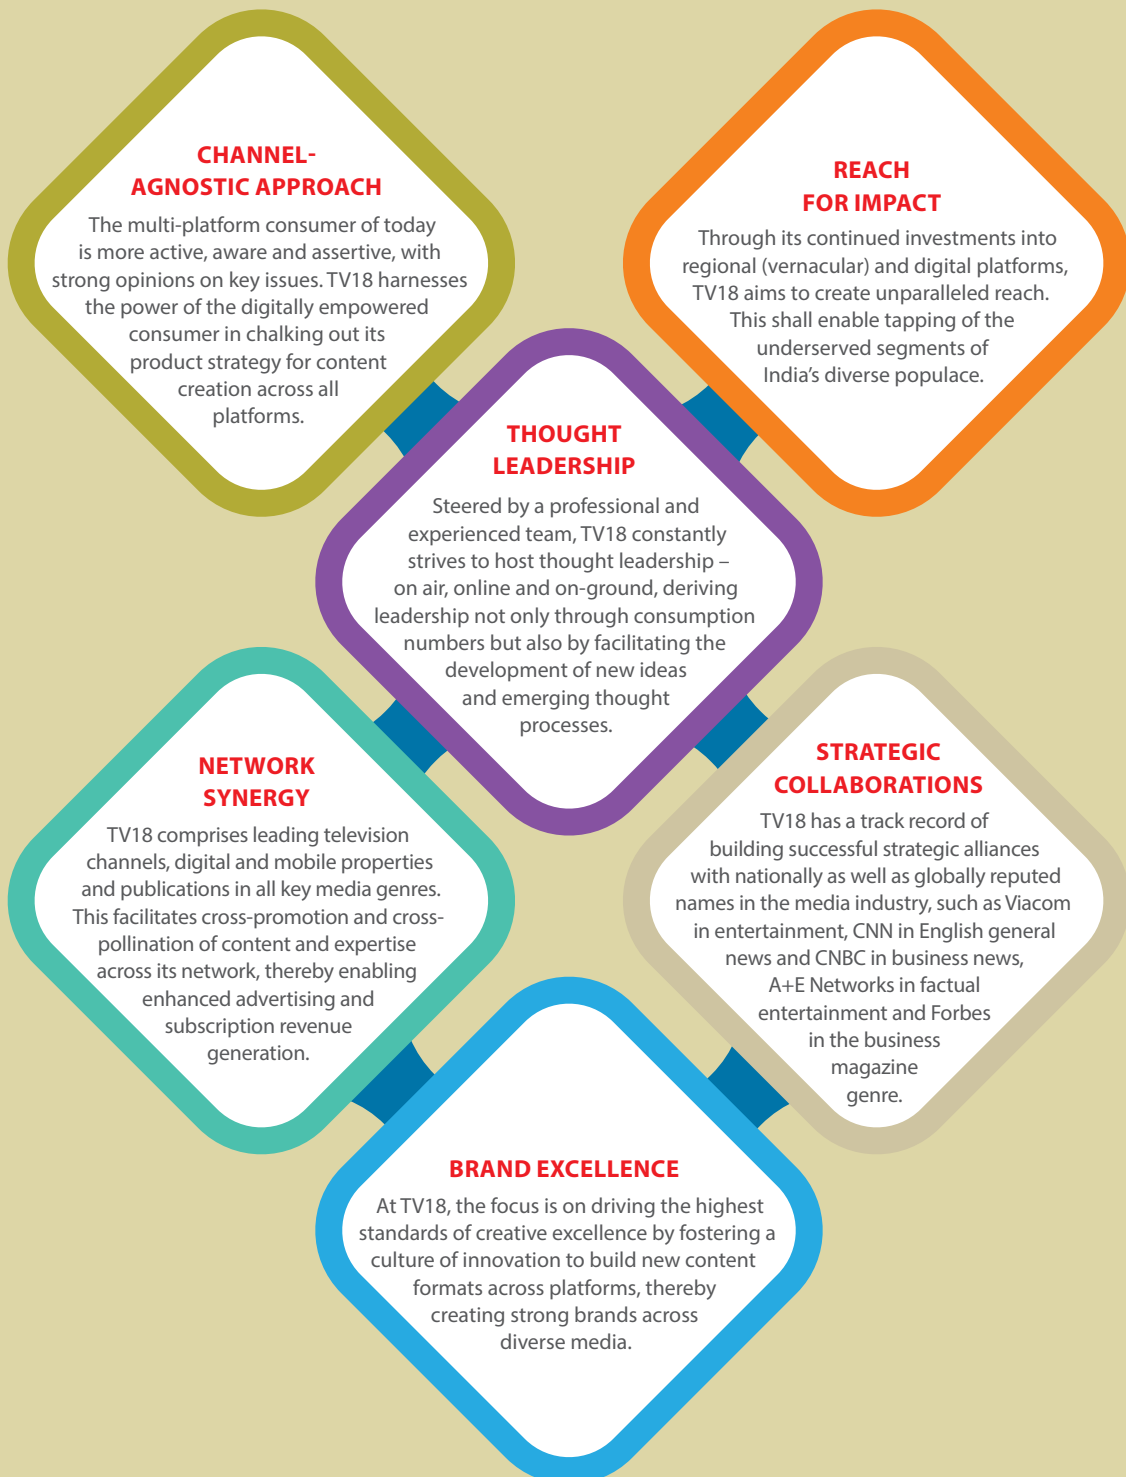 CHANNEL-
AGNOSTIC APPROACH
The multi-platform consumer of today
is more active, aware and assertive, with
strong opinions on key issues. TV18 harnesses
the power of the digitally empowered
consumer in chalking out its
product strategy for content
creation across all
platforms.
REACH
FOR IMPACT
Through its continued investments into
regional (vernacular) and digital platforms,
TV18 aims to create unparalleled reach.
This shall enable tapping of the
underserved segments of
India's diverse populace.
THOUGHT
LEADERSHIP
Steered by a professional and
experienced team, TV18 constantly
strives to host thought leadership –
on air, online and on-ground, deriving
leadership not only through consumption
numbers but also by facilitating the
development of new ideas
and emerging thought
processes.
NETWORK
SYNERGY
TV18 comprises leading television
channels, digital and mobile properties
and publications in all key media genres.
This facilitates cross-promotion and cross-
pollination of content and expertise
across its network, thereby enabling
enhanced advertising and
subscription revenue
generation.
STRATEGIC
COLLABORATIONS
TV18 has a track record of
building successful strategic alliances
with nationally as well as globally reputed
names in the media industry, such as Viacom
in entertainment, CNN in English general
news and CNBC in business news,
A+E Networks in factual
entertainment and Forbes
in the business
magazine
genre.
BRAND EXCELLENCE
At TV18, the focus is on driving the highest
standards of creative excellence by fostering a
culture of innovation to build new content
formats across platforms, thereby
creating strong brands across
diverse media.